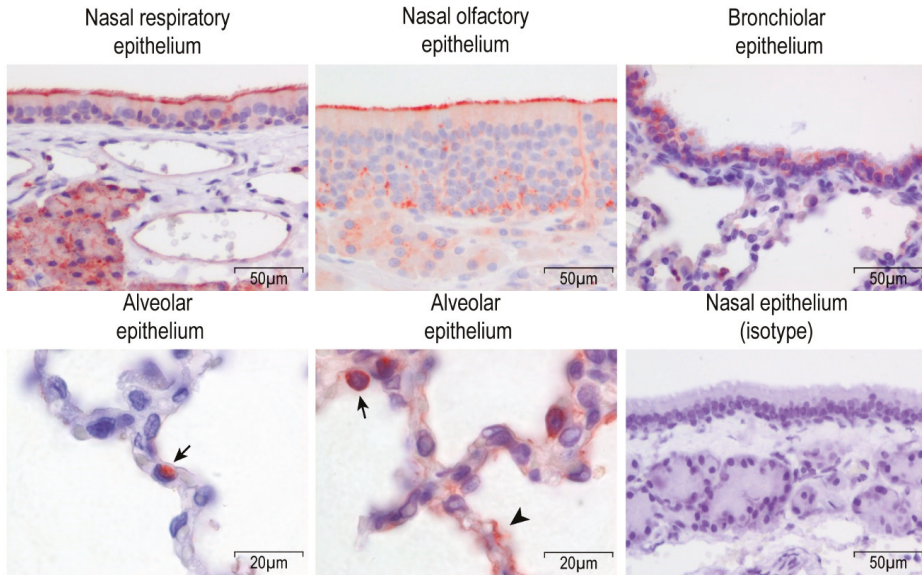 Nasal respiratory
epithelium
Nasal olfactory
epithelium
Bronchiolar
epithelium
50µm
50µm
50µm
Alveolar
epithelium
Alveolar
epithelium
Nasal epithelium
(isotype)
20µm
20µm
50µm